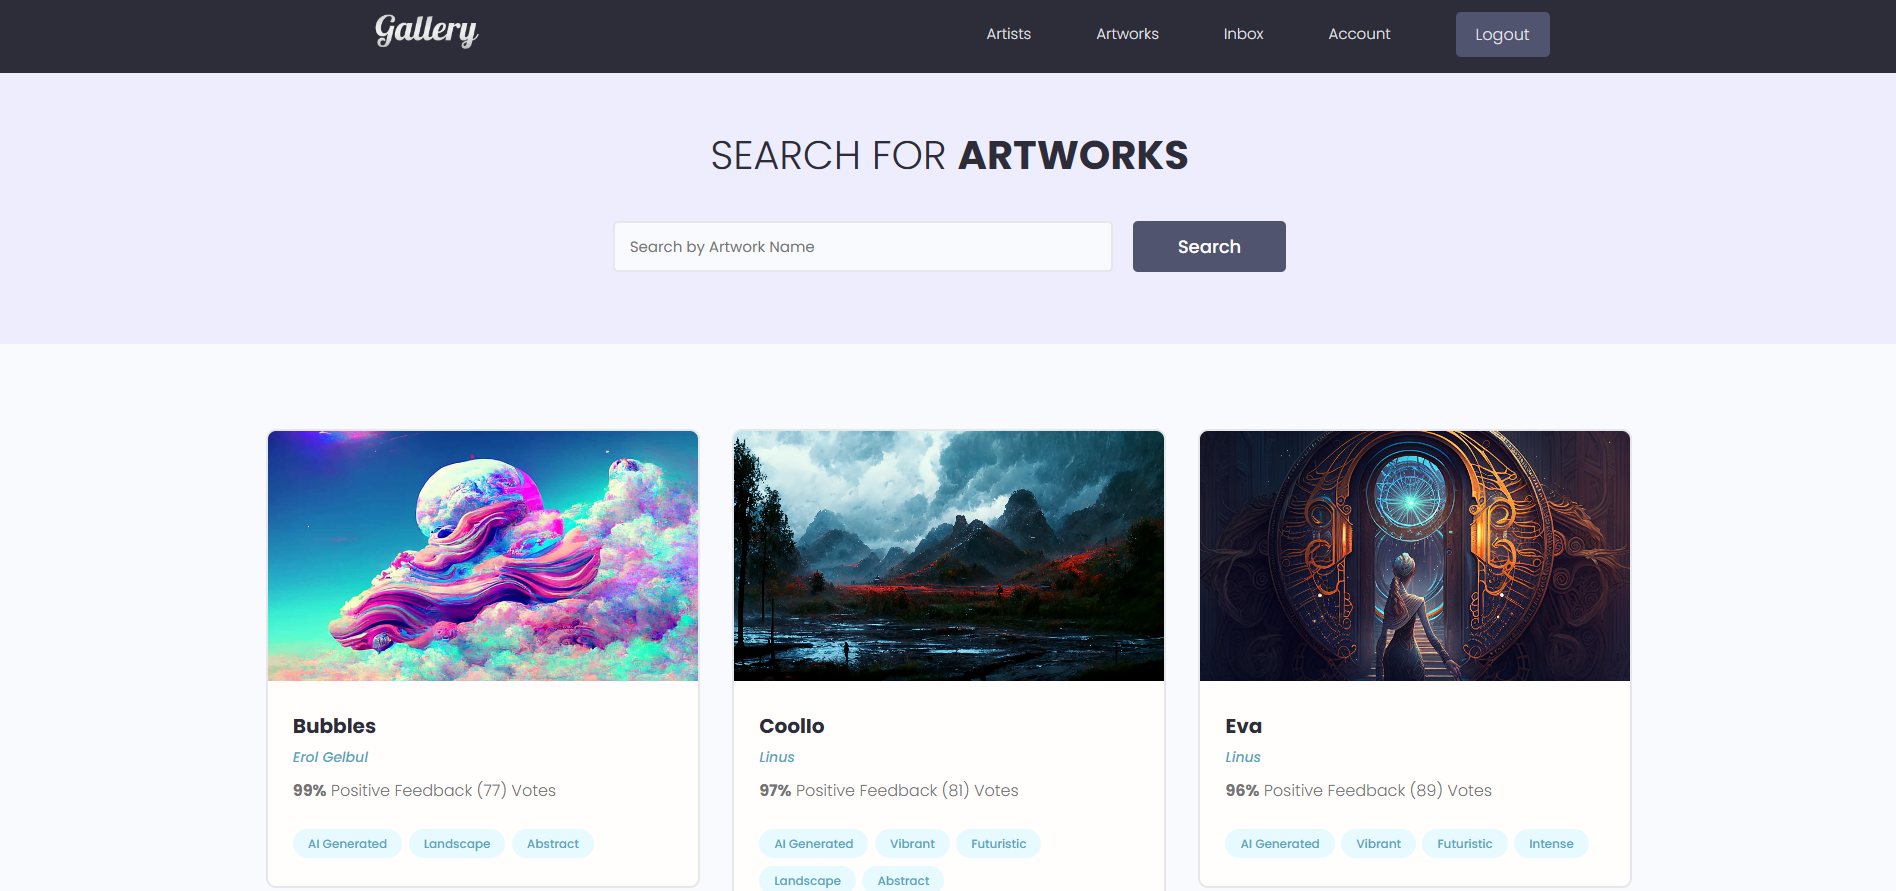 Gallery
Artists Artworks Inbox Account Logout
SEARCH FOR ARTWORKS
Search by Artwork Name Search
Bubbles
Erol Gelbul
99% Positive Feedback (77) Votes
AI Generated Landscape Abstract
Coollo
Linus
97% Positive Feedback (81) Votes
AI Generated Vibrant Futuristic
Landscape Abstract
Eva
Linus
96% Positive Feedback (89) Votes
AI Generated Vibrant Futuristic Intense